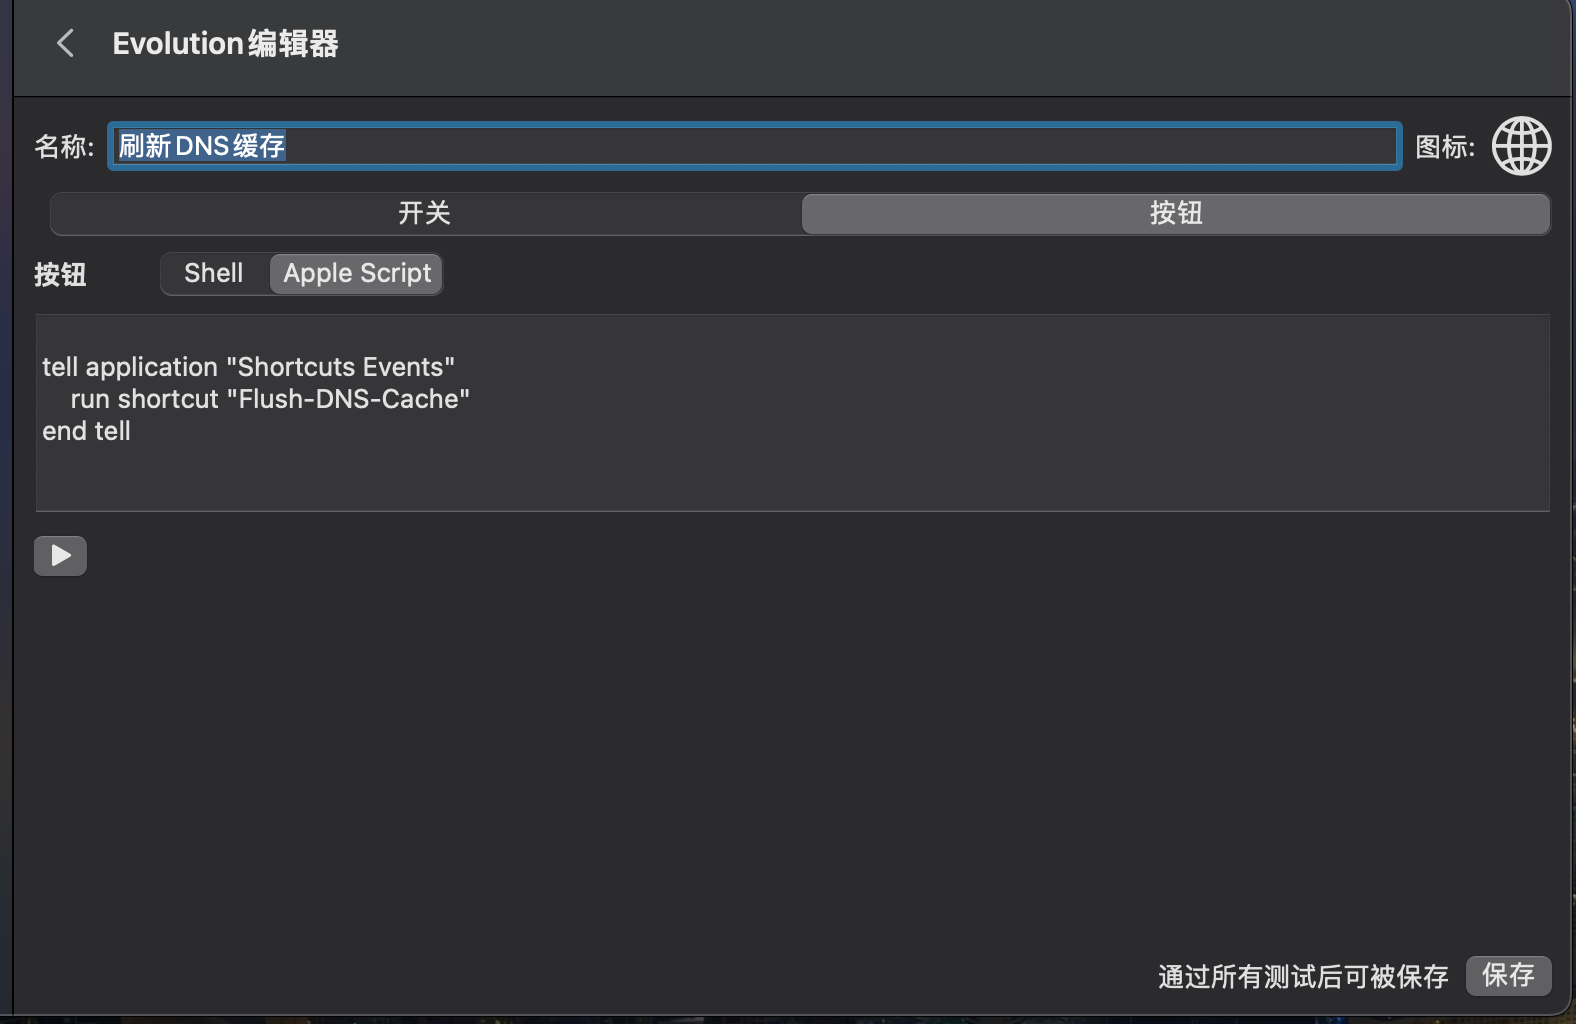 Evolution编辑器
名称: 刷新DNS缓存 图标:
开关 按钮
按钮 Shell Apple Script
tell application "Shortcuts Events"
run shortcut "Flush-DNS-Cache"
end tell
通过所有测试后可被保存 保存